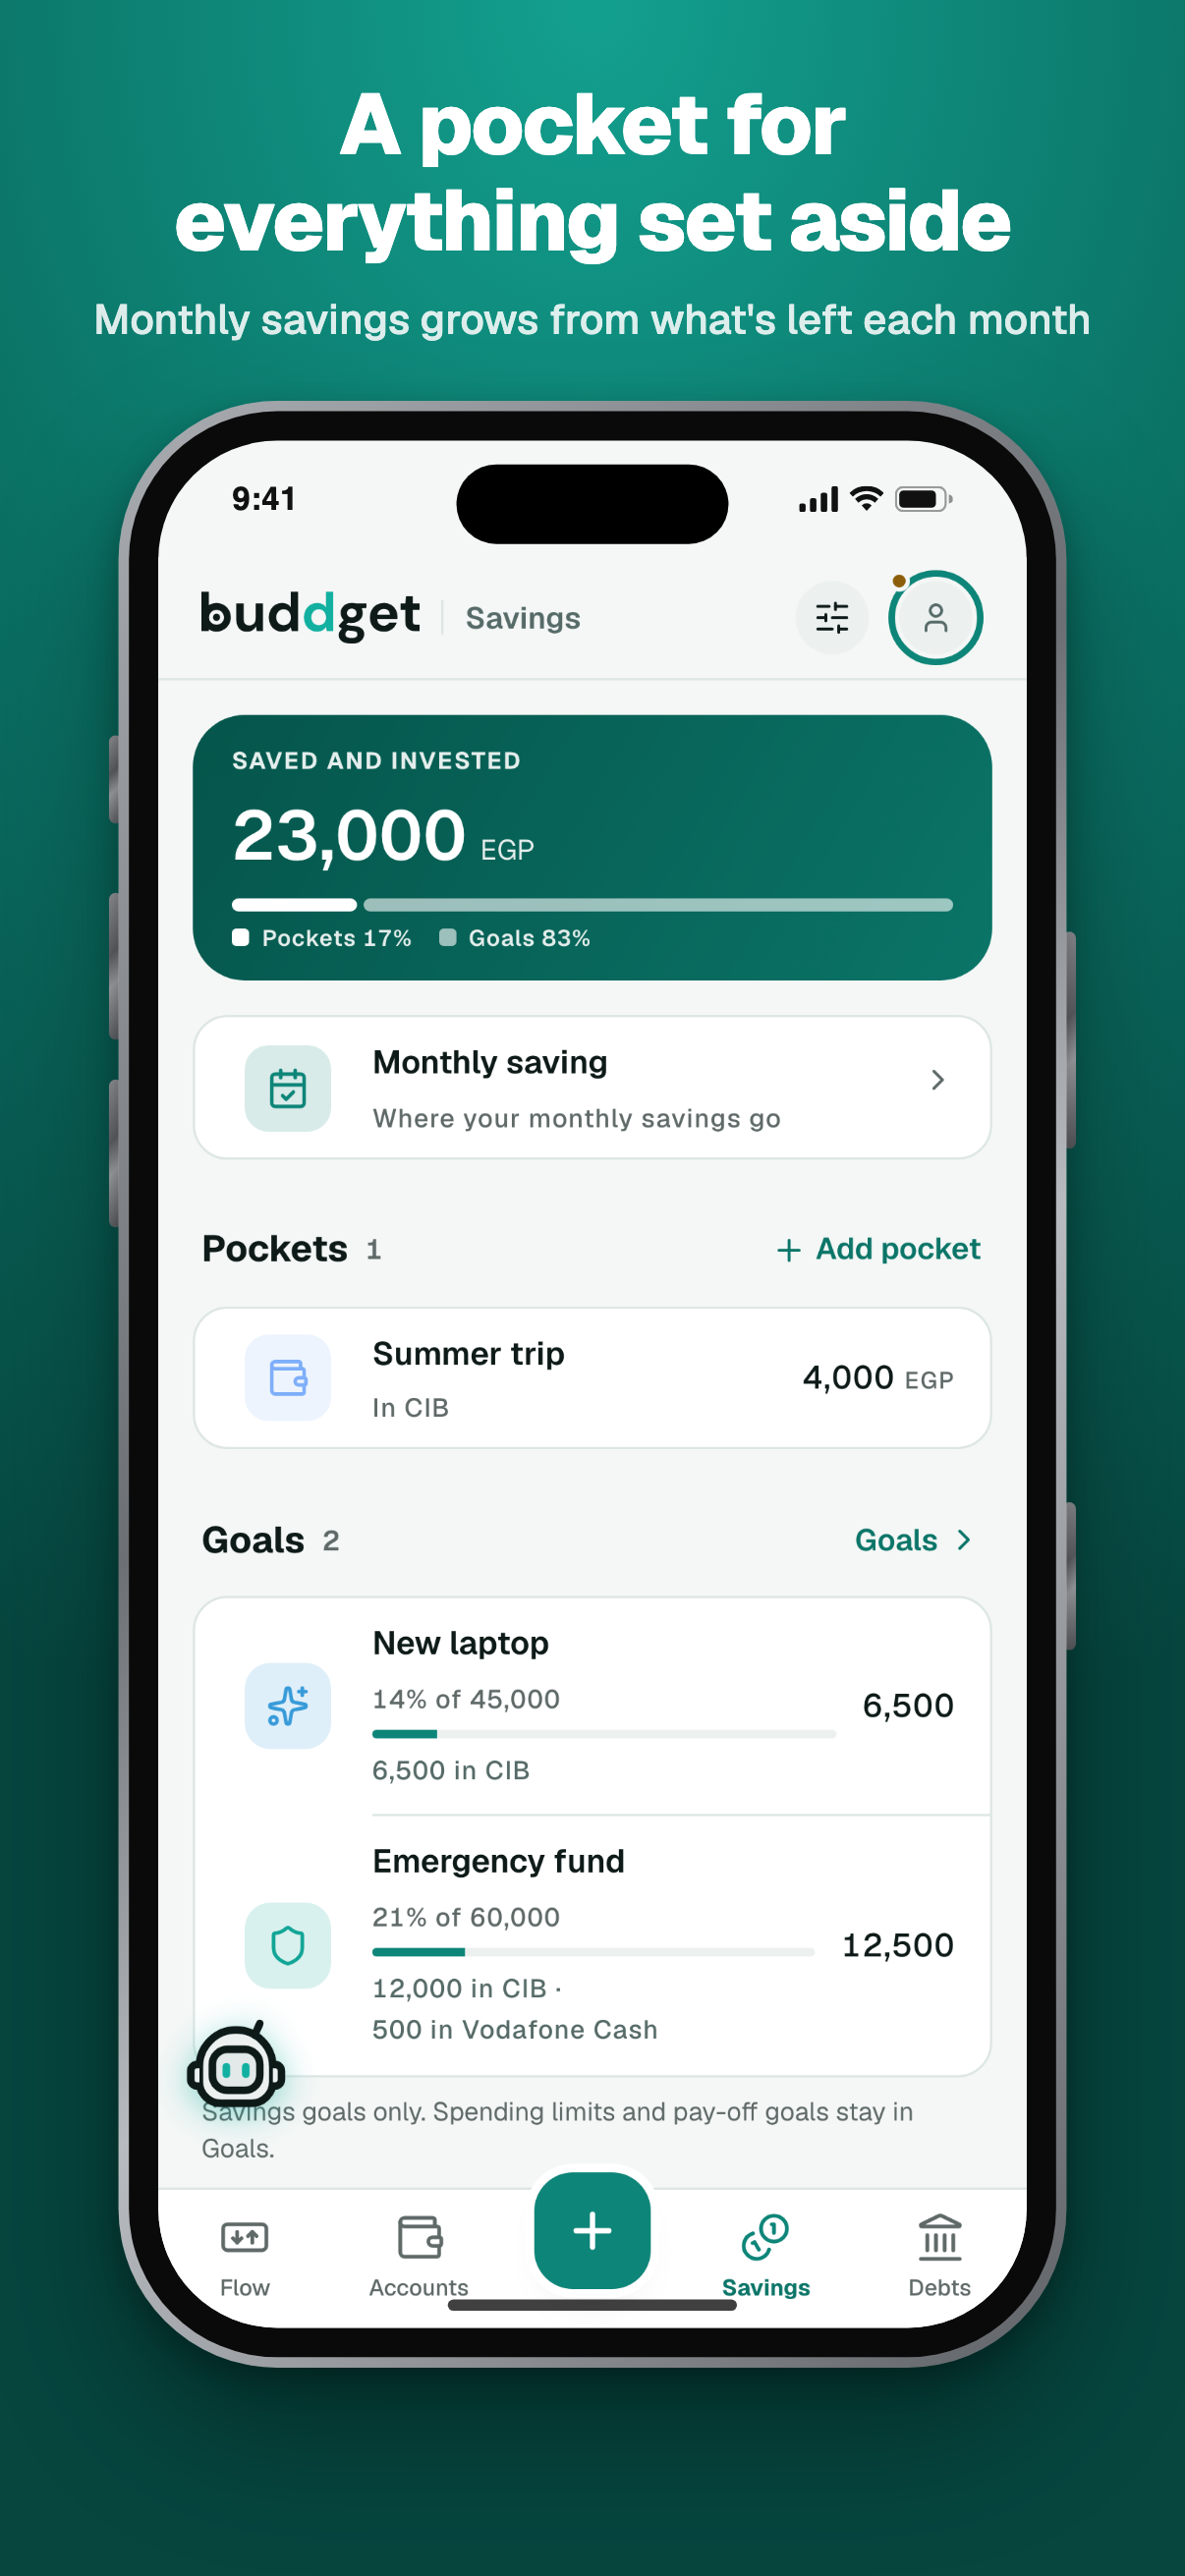 A pocket for
everything set aside
Monthly savings grows from what's left each month
9:41
buddget | Savings
SAVED AND INVESTED
23,000 EGP
Pockets 17% Goals 83%
Monthly saving
Where your monthly savings go
Pockets 1 + Add pocket
Summer trip
In CIB
4,000 EGP
Goals 2 Goals
New laptop
14% of 45,000
6,500
6,500 in CIB
Emergency fund
21% of 60,000
12,500
12,000 in CIB ·
500 in Vodafone Cash
Savings goals only. Spending limits and pay-off goals stay in
Goals.
Flow Accounts Savings Debts